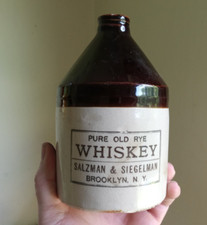 PURE OLD RYE
WHISKEY
SALZMAN & SIEGELMAN
BROOKLYN, N.Y.